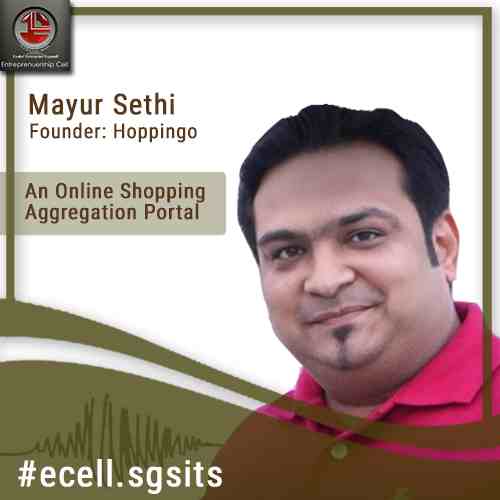 Entrepreneurship Cell
Mayur Sethi
Founder: Hoppingo
An Online Shopping
Aggregation Portal
#ecell.sgsits